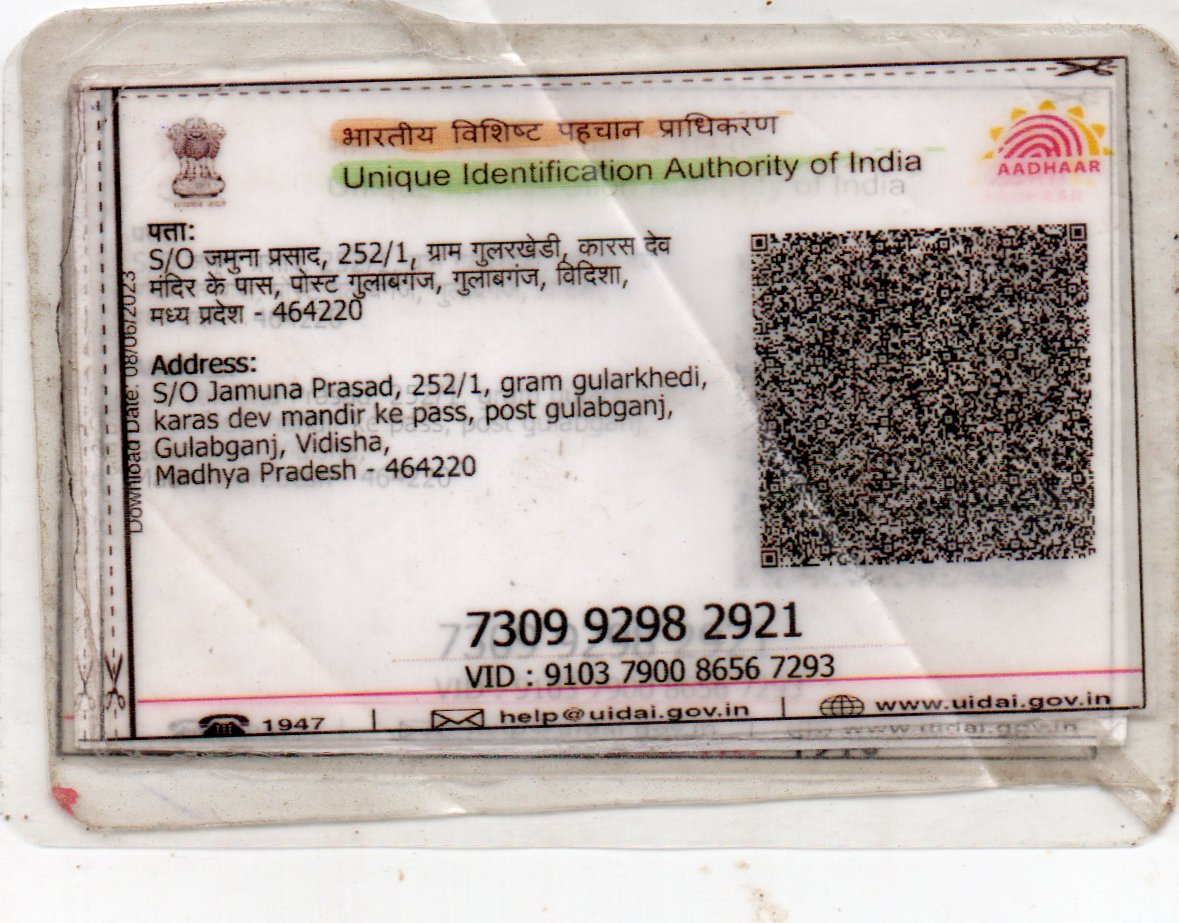 भारतीय विशिष्ट पहचान प्राधिकरण
Unique Identification Authority of India
AADHAAR
पता:
S/O जमुना प्रसाद, 252/1, ग्राम गुलरखेडी, कारस देव
मंदिर के पास, पोस्ट गुलाबगंज, गुलाबगंज, विदिशा,
मध्य प्रदेश - 464220
Address:
S/O Jamuna Prasad, 252/1, gram gularkhedi,
karas dev mandir ke pass, post gulabganj,
Gulabganj, Vidisha,
Madhya Pradesh - 464220
Download Date: 08/06/2023
7309 9298 2921
VID : 9103 7900 8656 7293
1947 | help@uidai.gov.in | www.uidai.gov.in